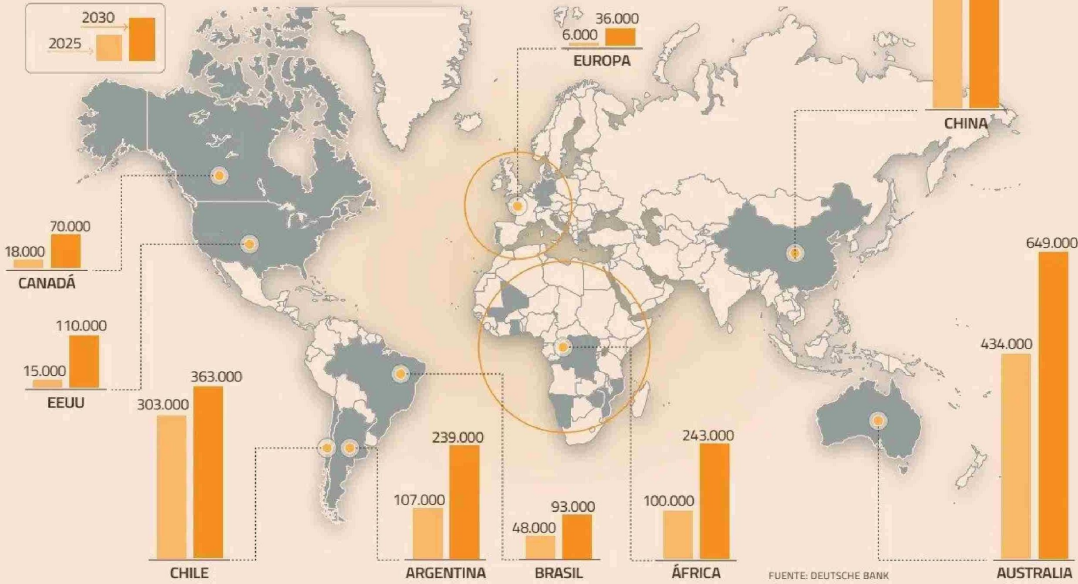 2030
2025
36.000
6.000
EUROPA
CHINA
70.000
18.000
CANADÁ
110.000
15.000
EEUU
363.000
303.000
CHILE
239.000
107.000
ARGENTINA
93.000
48.000
BRASIL
243.000
100.000
ÁFRICA
649.000
434.000
AUSTRALIA
FUENTE: DEUTSCHE BANK